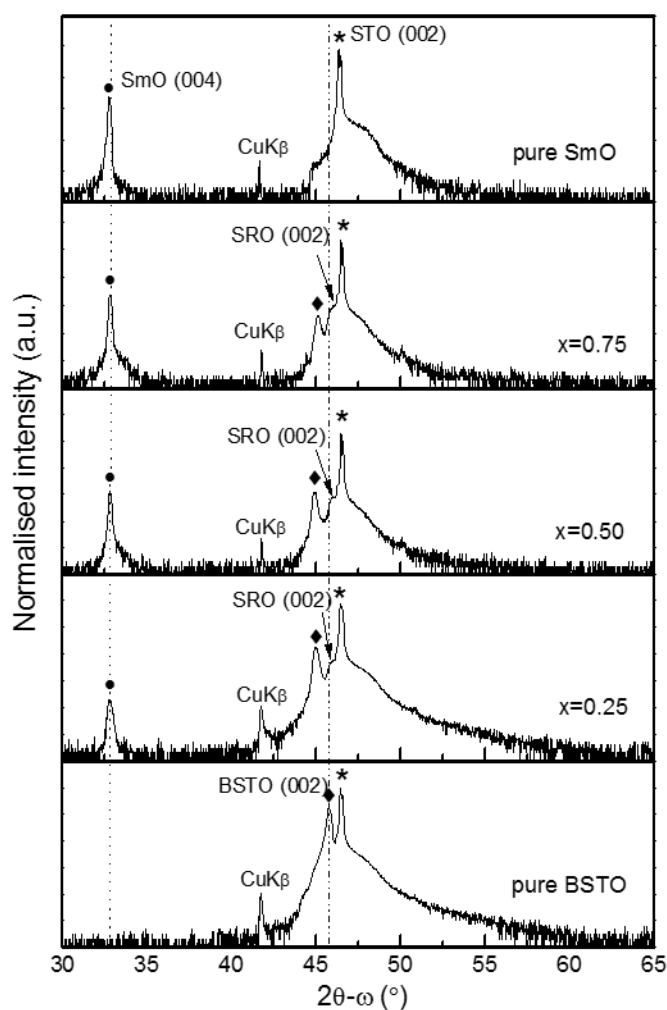 * STO (002)
SmO (004)
CuKβ
pure SmO
SRO (002)
*
CuKβ
x=0.75
SRO (002)
*
CuKβ
x=0.50
SRO (002)
*
CuKβ
x=0.25
BSTO (002)
*
CuKβ
pure BSTO
30 35 40 45 50 55 60 65
2θ-ω (°)
Normalised intensity (a.u.)